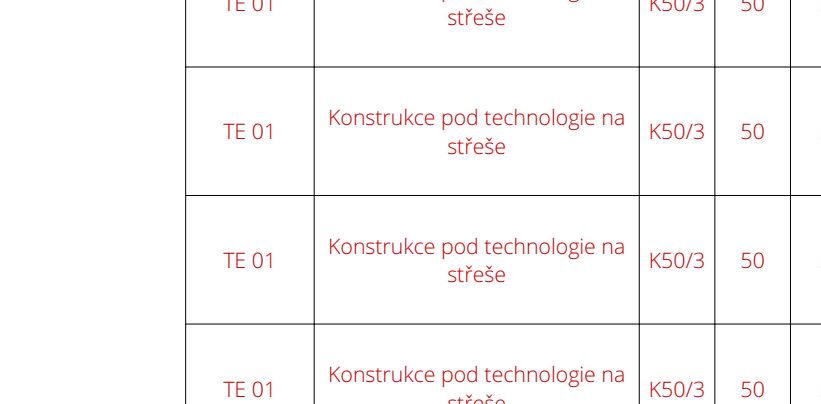 TE 01
střeše
K50/3
50
Konstrukce pod technologie na
TE 01
střeše
K50/3
50
Konstrukce pod technologie na
TE 01
střeše
K50/3
50
Konstrukce pod technologie na
TE 01
střeše
K50/3
50